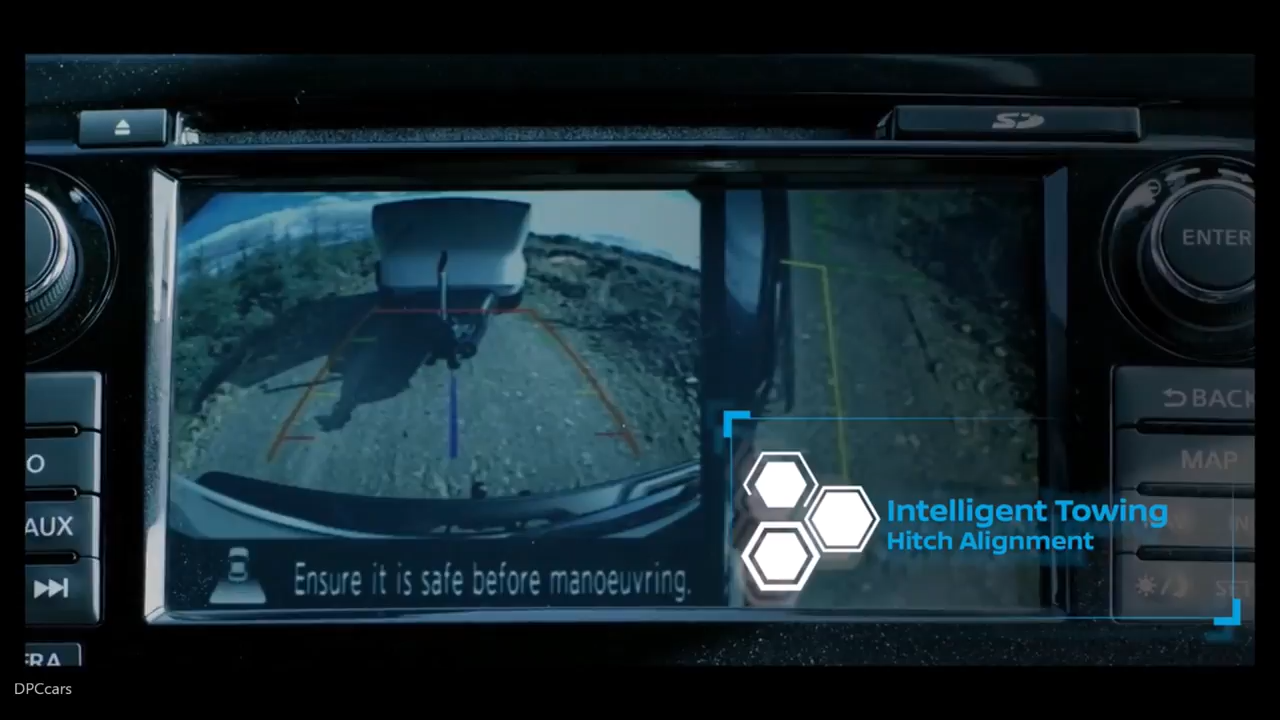 SD
ENTER
BACK
MAP
AUX
Intelligent Towing
Hitch Alignment
Ensure it is safe before manoeuvring.
DPCcars